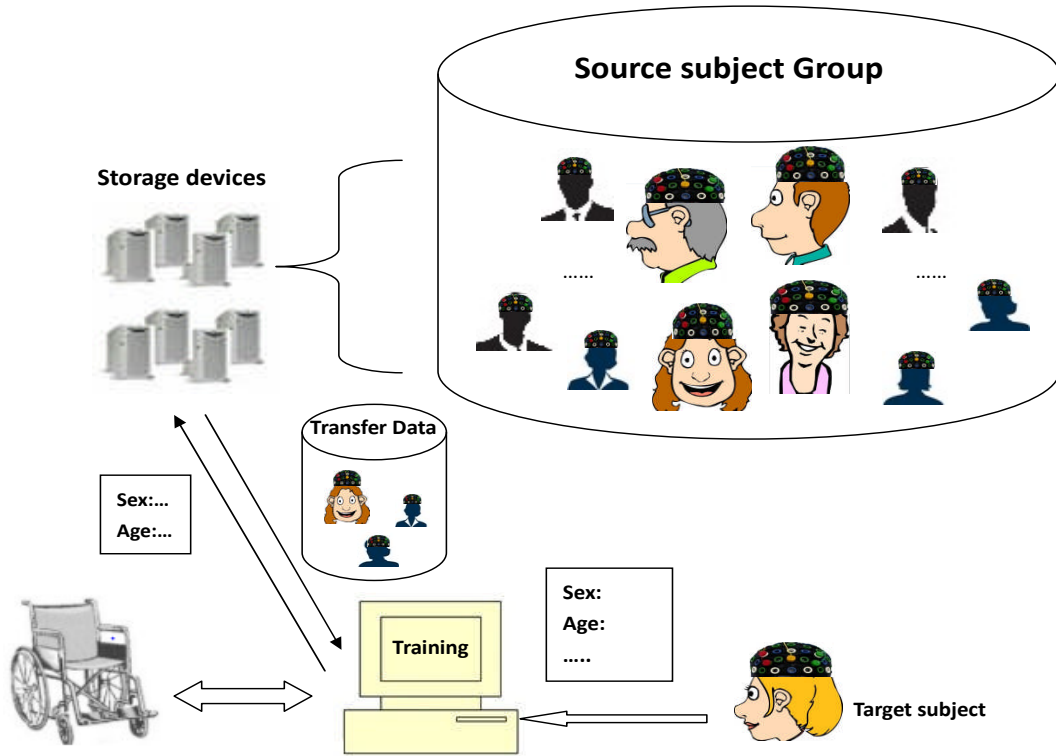 Source subject Group
Storage devices
......
......
Transfer Data
Sex:...
Age:...
Sex:
Age:
.....
Training
Target subject